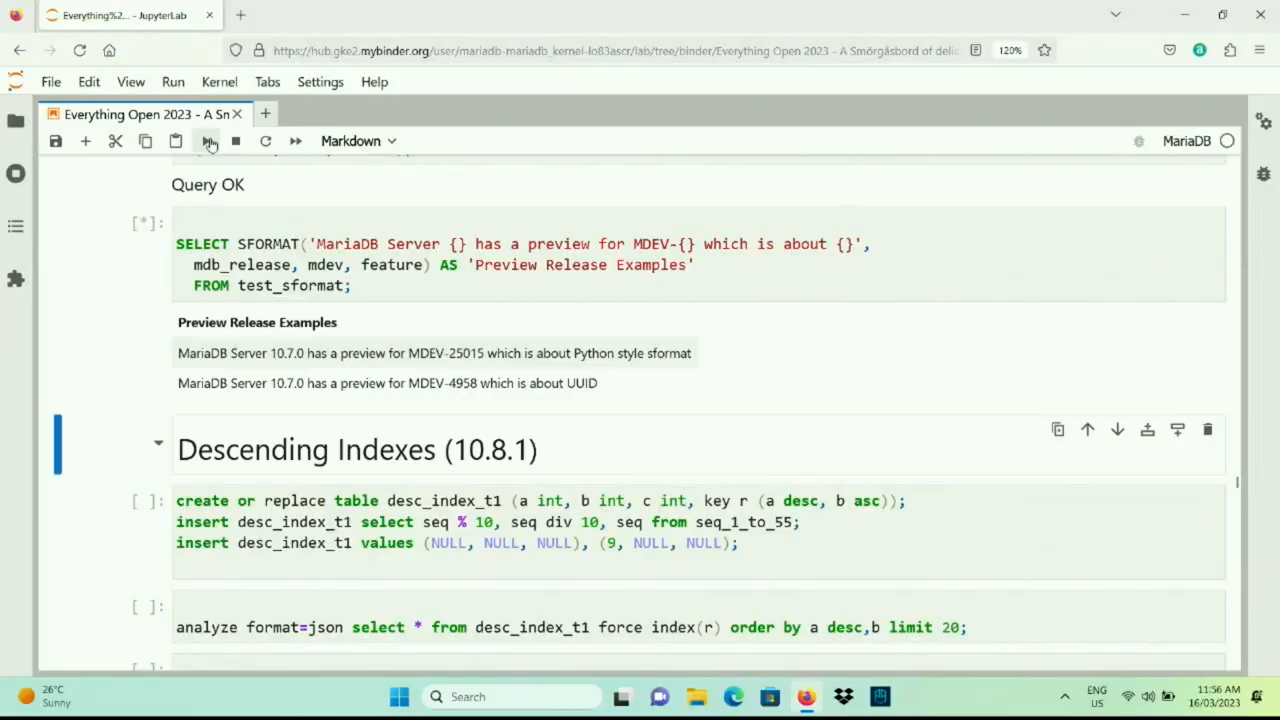 Everything%2... - JupyterLab
https://hub.gke2.mybinder.org/user/mariadb-mariadb_kernel-lo83ascr/lab/tree/binder/Everything Open 2023 - A Smörgåsbord of deli
120%
File Edit View Run Kernel Tabs Settings Help
Everything Open 2023 - A Sn
Markdown
MariaDB
Query OK
[*]:
SELECT SFORMAT('MariaDB Server {} has a preview for MDEV-{} which is about {}',
mdb_release, mdev, feature) AS 'Preview Release Examples'
FROM test_sformat;
Preview Release Examples
MariaDB Server 10.7.0 has a preview for MDEV-25015 which is about Python style sformat
MariaDB Server 10.7.0 has a preview for MDEV-4958 which is about UUID
Descending Indexes (10.8.1)
[ ]:
create or replace table desc_index_t1 (a int, b int, c int, key r (a desc, b asc));
insert desc_index_t1 select seq % 10, seq div 10, seq from seq_1_to_55;
insert desc_index_t1 values (NULL, NULL, NULL), (9, NULL, NULL);
[ ]:
analyze format=json select * from desc_index_t1 force index(r) order by a desc,b limit 20;
[ ]:
26°C
Sunny
Search
ENG
US
11:56 AM
16/03/2023